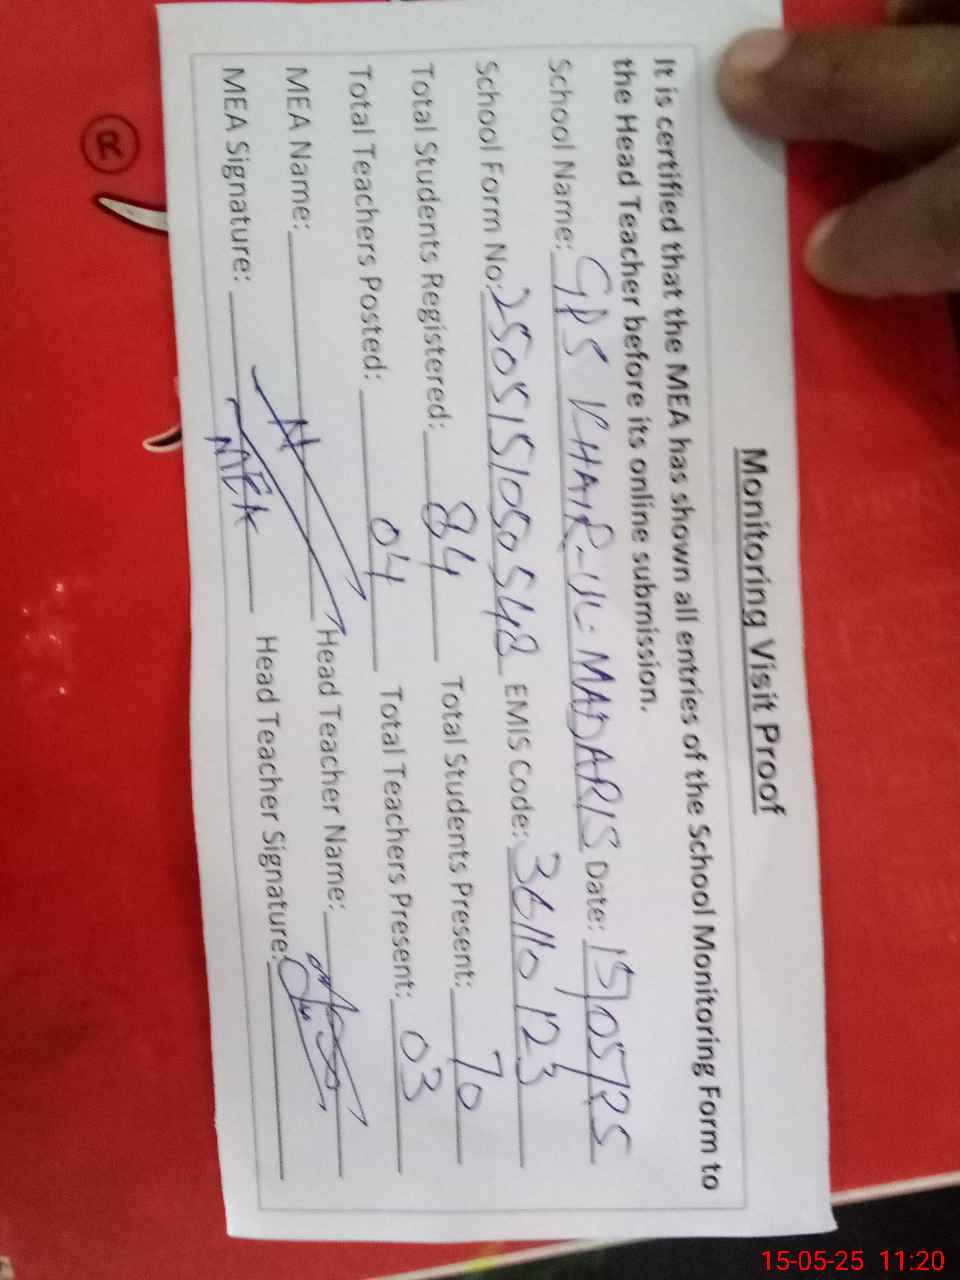 Monitoring Visit Proof
It is certified that the MEA has shown all entries of the School Monitoring Form to
the Head Teacher before its online submission.
School Name: GPS KHAIR-UL-MADARIS Date: 15/05/25
School Form No: 2505151050548 EMIS Code: 36110123
Total Students Registered: 84 Total Students Present: 70
Total Teachers Posted: 04 Total Teachers Present: 03
MEA Name: Head Teacher Name:
MEA Signature: MEA Head Teacher Signature:
R
15-05-25 11:20